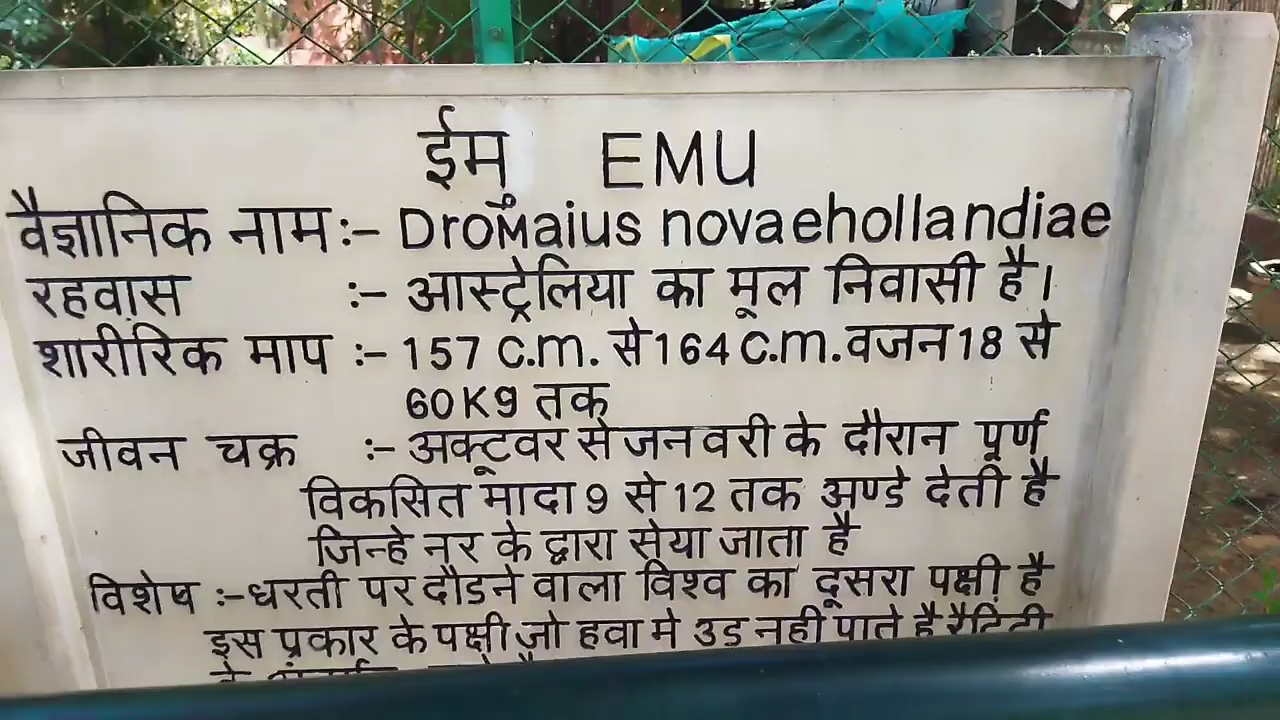 ईमु EMU
वैज्ञानिक नाम :- Dromaius novaehollandiae
रहवास :- आस्ट्रेलिया का मूल निवासी है।
शारीरिक माप :- 157 C.m. से 164 C.m. वजन 18 से
60 Kg तक
जीवन चक्र :- अक्टूवर से जनवरी के दौरान पूर्ण
विकसित मादा 9 से 12 तक अण्डे देती है
जिन्हे नर के द्वारा सेया जाता है
विशेष :- धरती पर दौडने वाला विश्व का दूसरा पक्षी है
इस प्रकार के पक्षी जो हवा मे उड नही पाते है रैटिटी